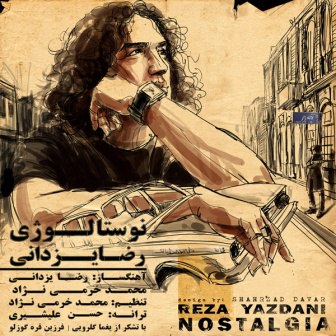 نوستالوژی
رضا یزدانی
آهنگساز: رضا یزدانی
محمد خرمی نژاد
تنظیم: محمد خرمی نژاد
ترانه: حسن علیشیری
با تشکر از یغما گلرویی | فرزین قره گوزلو
design by: SHAHRZAD DAVAR
REZA YAZDANI
NOSTALGIA